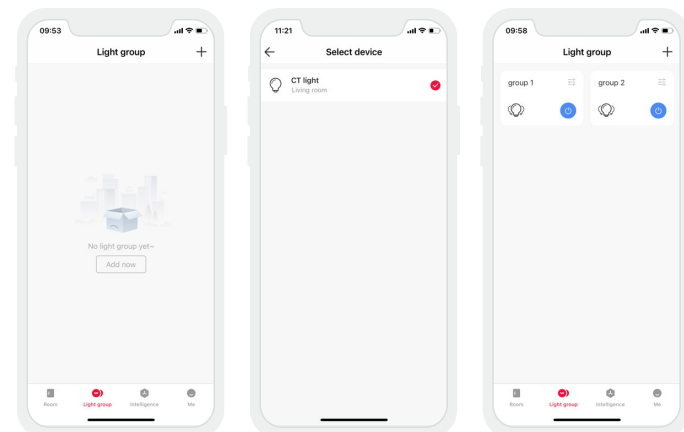 09:53
Light group
No light group yet~
Add now
Room
Light group
Intelligence
Me
11:21
Select device
CT light
Living room
09:58
Light group
group 1
group 2
Room
Light group
Intelligence
Me